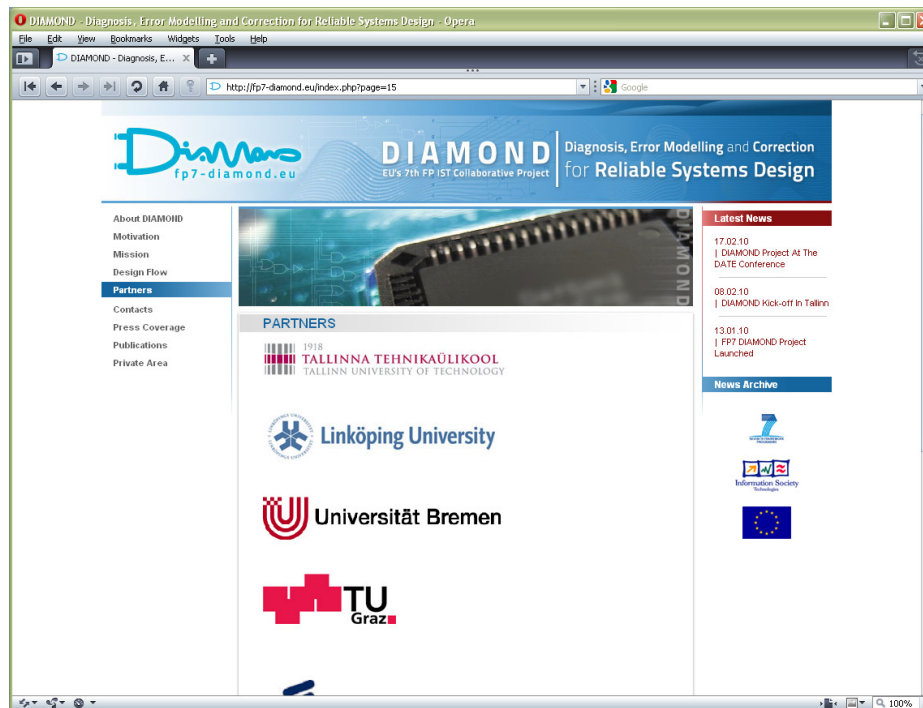 DIAMOND - Diagnosis, Error Modelling and Correction for Reliable Systems Design - Opera
File Edit View Bookmarks Widgets Tools Help
DIAMOND - Diagnosis, E...
http://fp7-diamond.eu/index.php?page=15
Google
Diamond
fp7-diamond.eu
DIAMOND
EU's 7th FP IST Collaborative Project
Diagnosis, Error Modelling and Correction
for Reliable Systems Design
About DIAMOND
Motivation
Mission
Design Flow
Partners
Contacts
Press Coverage
Publications
Private Area
DIAMOND
PARTNERS
1918
TALLINNA TEHNIKAÜLIKOOL
TALLINN UNIVERSITY OF TECHNOLOGY
Linköping University
Universität Bremen
TU
Graz
Latest News
17.02.10
| DIAMOND Project At The
DATE Conference
08.02.10
| DIAMOND Kick-off In Tallinn
13.01.10
| FP7 DIAMOND Project
Launched
News Archive
7
Information Society
Technologies
100%